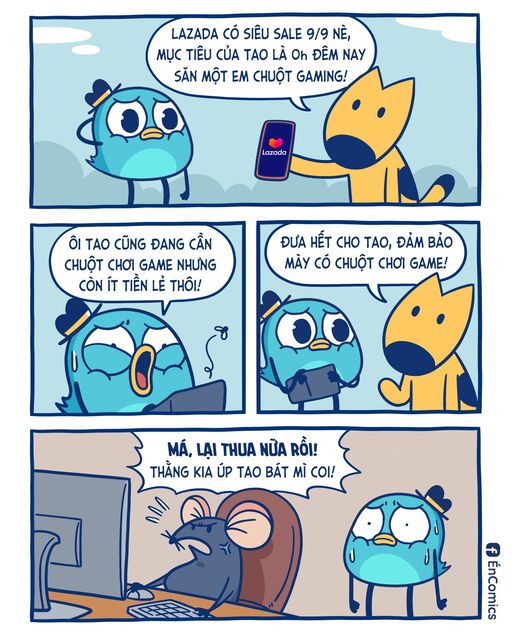 LAZADA CÓ SIÊU SALE 9/9 NÈ,
MỤC TIÊU CỦA TAO LÀ Oh ĐÊM NAY
SĂN MỘT EM CHUỘT GAMING!
Lazada
ÔI TAO CŨNG ĐANG CẦN
CHUỘT CHƠI GAME NHƯNG
CÒN ÍT TIỀN LẺ THÔI!
ĐƯA HẾT CHO TAO, ĐẢM BẢO
MÀY CÓ CHUỘT CHƠI GAME!
MÁ, LẠI THUA NỮA RỒI!
THẰNG KIA ÚP TAO BÁT MÌ COI!
ÉnComics